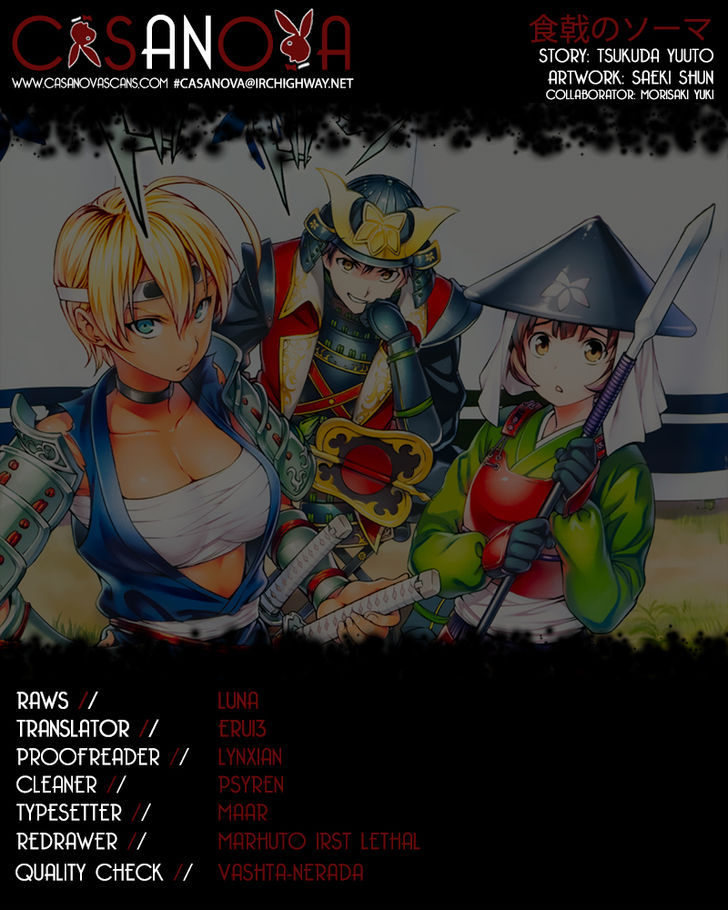 CASANOVA
WWW.CASANOVASCANS.COM #CASANOVA@IRCHIGHWAY.NET
食戟のソーマ
STORY: TSUKUDA YUUTO
ARTWORK: SAEKI SHUN
COLLABORATOR: MORISAKI YUKI
RAWS // LUNA
TRANSLATOR // ERUI3
PROOFREADER // LYNXIAN
CLEANER // PSYREN
TYPESETTER // MAAR
REDRAWER // MARHUTO IRST LETHAL
QUALITY CHECK // VASHTA-NERADA